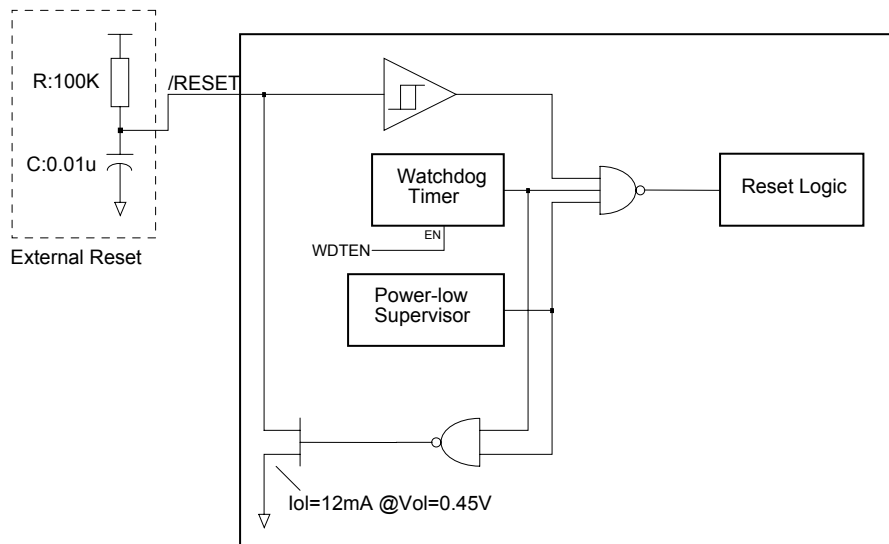 R:100K
/RESET
C:0.01u
External Reset
Watchdog
Timer
EN
WDTEN
Reset Logic
Power-low
Supervisor
Iol=12mA @Vol=0.45V